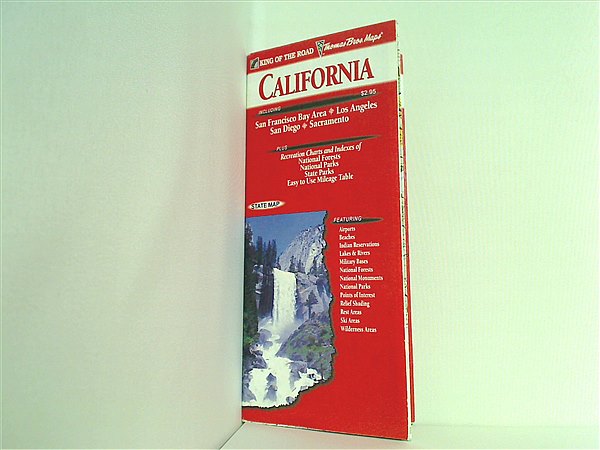 KING OF THE ROAD Thomas Bros. Maps®
CALIFORNIA
INCLUDING $2.95
San Francisco Bay Area ✦ Los Angeles
San Diego ✦ Sacramento
PLUS
Recreation Charts and Indexes of
National Forests
National Parks
State Parks
Easy to Use Mileage Table
STATE MAP
FEATURING
Airports
Beaches
Indian Reservations
Lakes & Rivers
Military Bases
National Forests
National Monuments
National Parks
Points of Interest
Relief Shading
Rest Areas
Ski Areas
Wilderness Areas